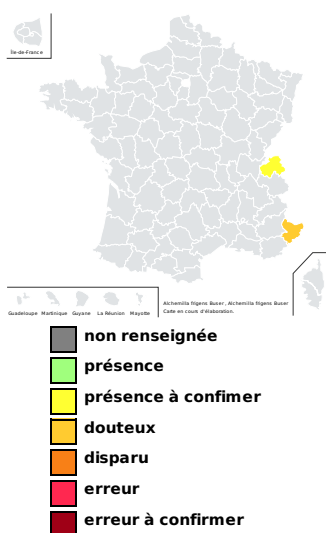 Île-de-France
Guadeloupe Martinique Guyane La Réunion Mayotte
Alchemilla frigens Buser , Alchemilla frigens Buser
Carte en cours d'élaboration.
non renseignée
présence
présence à confimer
douteux
disparu
erreur
erreur à confirmer